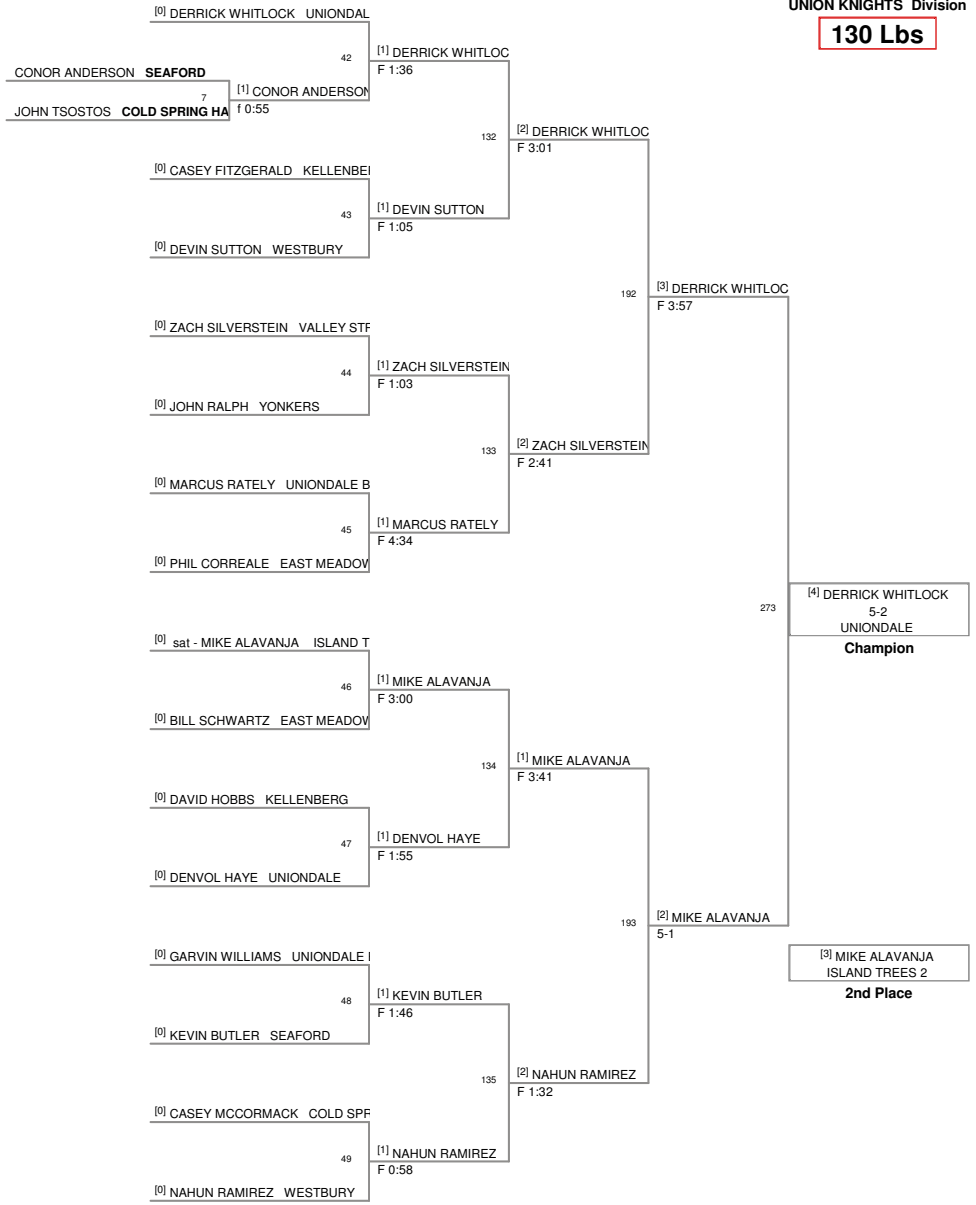 UNION KNIGHTS Division
130 Lbs
[0] DERRICK WHITLOCK UNIONDAL
42
[1] DERRICK WHITLOC
F 1:36
CONOR ANDERSON SEAFORD
7
[1] CONOR ANDERSON
f 0:55
JOHN TSOSTOS COLD SPRING HA
132
[2] DERRICK WHITLOC
F 3:01
[0] CASEY FITZGERALD KELLENBE
43
[1] DEVIN SUTTON
F 1:05
[0] DEVIN SUTTON WESTBURY
192
[3] DERRICK WHITLOC
F 3:57
[0] ZACH SILVERSTEIN VALLEY ST
44
[1] ZACH SILVERSTEIN
F 1:03
[0] JOHN RALPH YONKERS
133
[2] ZACH SILVERSTEIN
F 2:41
[0] MARCUS RATELY UNIONDALE B
45
[1] MARCUS RATELY
F 4:34
[0] PHIL CORREALE EAST MEADOW
273
[4] DERRICK WHITLOCK
5-2
UNIONDALE
Champion
[0] sat - MIKE ALAVANJA ISLAND T
46
[1] MIKE ALAVANJA
F 3:00
[0] BILL SCHWARTZ EAST MEADOW
134
[1] MIKE ALAVANJA
F 3:41
[0] DAVID HOBBS KELLENBERG
47
[1] DENVOL HAYE
F 1:55
[0] DENVOL HAYE UNIONDALE
193
[2] MIKE ALAVANJA
5-1
[3] MIKE ALAVANJA
ISLAND TREES 2
2nd Place
[0] GARVIN WILLIAMS UNIONDALE
48
[1] KEVIN BUTLER
F 1:46
[0] KEVIN BUTLER SEAFORD
135
[2] NAHUN RAMIREZ
F 1:32
[0] CASEY MCCORMACK COLD SPR
49
[1] NAHUN RAMIREZ
F 0:58
[0] NAHUN RAMIREZ WESTBURY